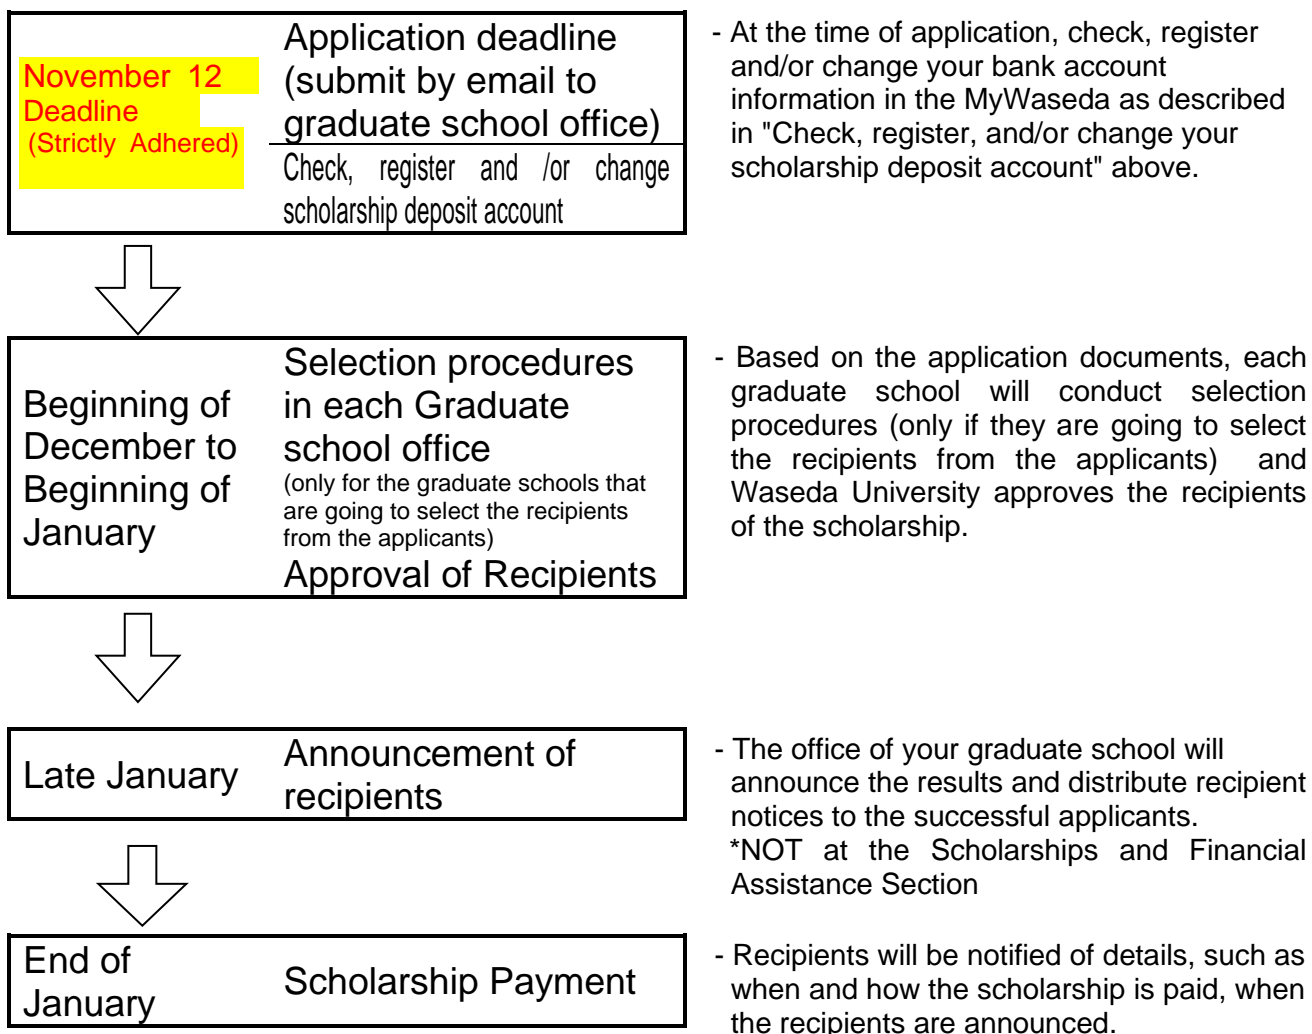 November 12
Deadline
(Strictly Adhered)
Application deadline
(submit by email to
graduate school office)
Check, register and /or change
scholarship deposit account
- At the time of application, check, register
and/or change your bank account
information in the MyWaseda as described
in "Check, register, and/or change your
scholarship deposit account" above.
Beginning of
December to
Beginning of
January
Selection procedures
in each Graduate
school office
(only for the graduate schools that
are going to select the recipients
from the applicants)
Approval of Recipients
- Based on the application documents, each
graduate school will conduct selection
procedures (only if they are going to select
the recipients from the applicants) and
Waseda University approves the recipients
of the scholarship.
Late January
Announcement of
recipients
- The office of your graduate school will
announce the results and distribute recipient
notices to the successful applicants.
*NOT at the Scholarships and Financial
Assistance Section
End of
January
Scholarship Payment
- Recipients will be notified of details, such as
when and how the scholarship is paid, when
the recipients are announced.